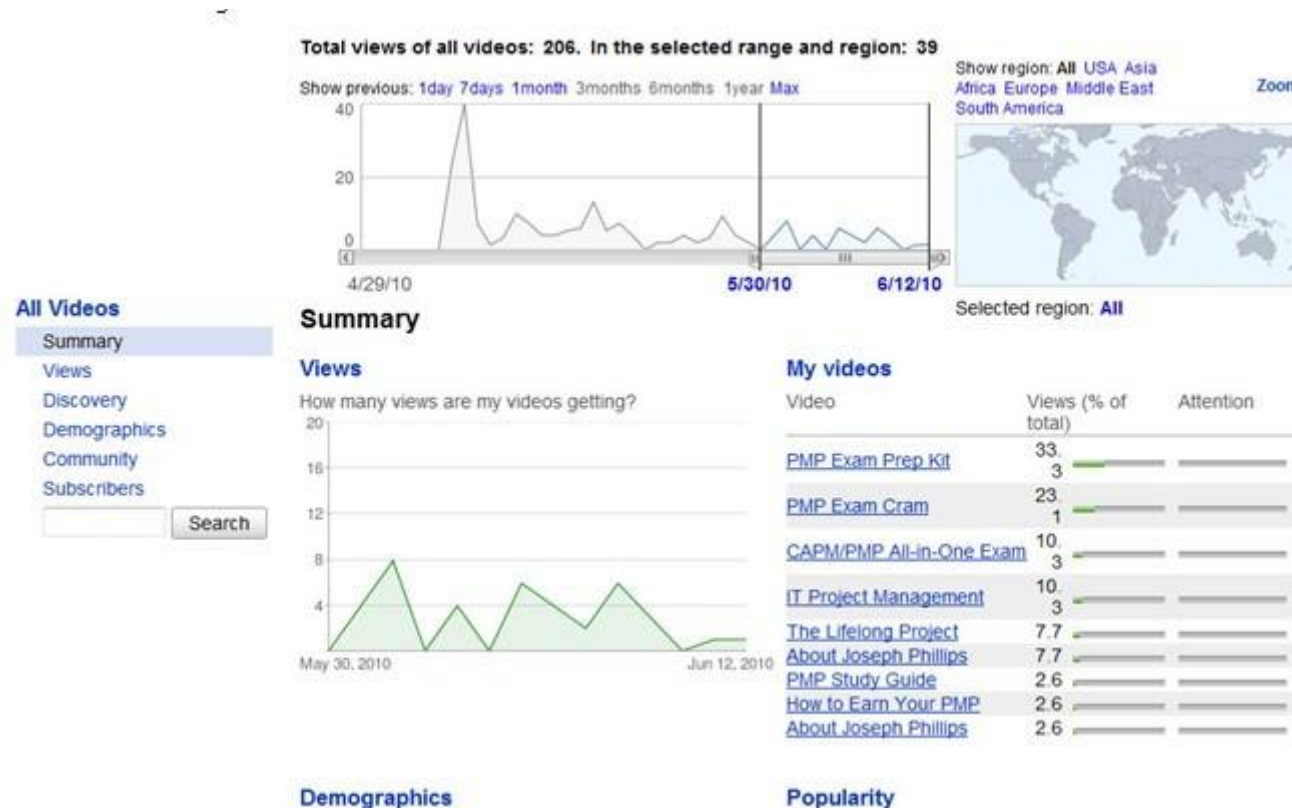 Total views of all videos: 206. In the selected range and region: 39
Show previous: 1day 7days 1month 3months 6months 1year Max
40
20
0
4/29/10
5/30/10
6/12/10
Show region: All USA Asia
Africa Europe Middle East
South America
Zoom
Selected region: All
All Videos
Summary
Views
Discovery
Demographics
Community
Subscribers
Search
Summary
Views
How many views are my videos getting?
20
16
12
8
4
May 30, 2010
Jun 12, 2010
My videos
Video
Views (% of
total)
Attention
PMP Exam Prep Kit
33.
3
PMP Exam Cram
23.
1
CAPM/PMP All-in-One Exam
10.
3
IT Project Management
10.
3
The Lifelong Project 7.7
About Joseph Phillips 7.7
PMP Study Guide 2.6
How to Earn Your PMP 2.6
About Joseph Phillips 2.6
Demographics
Popularity